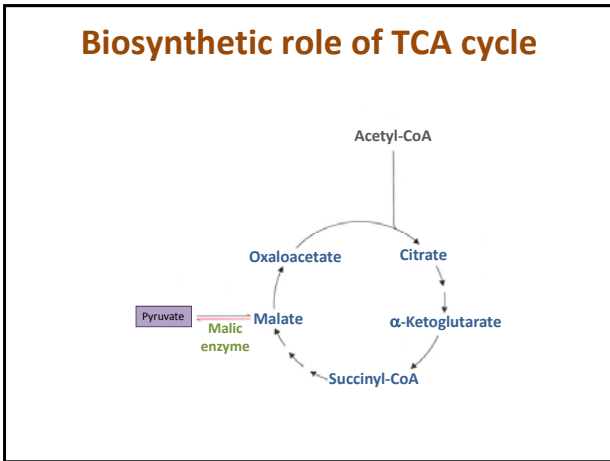 Biosynthetic role of TCA cycle
Acetyl-CoA
Oxaloacetate
Citrate
Pyruvate
Malic
enzyme
Malate
α-Ketoglutarate
Succinyl-CoA